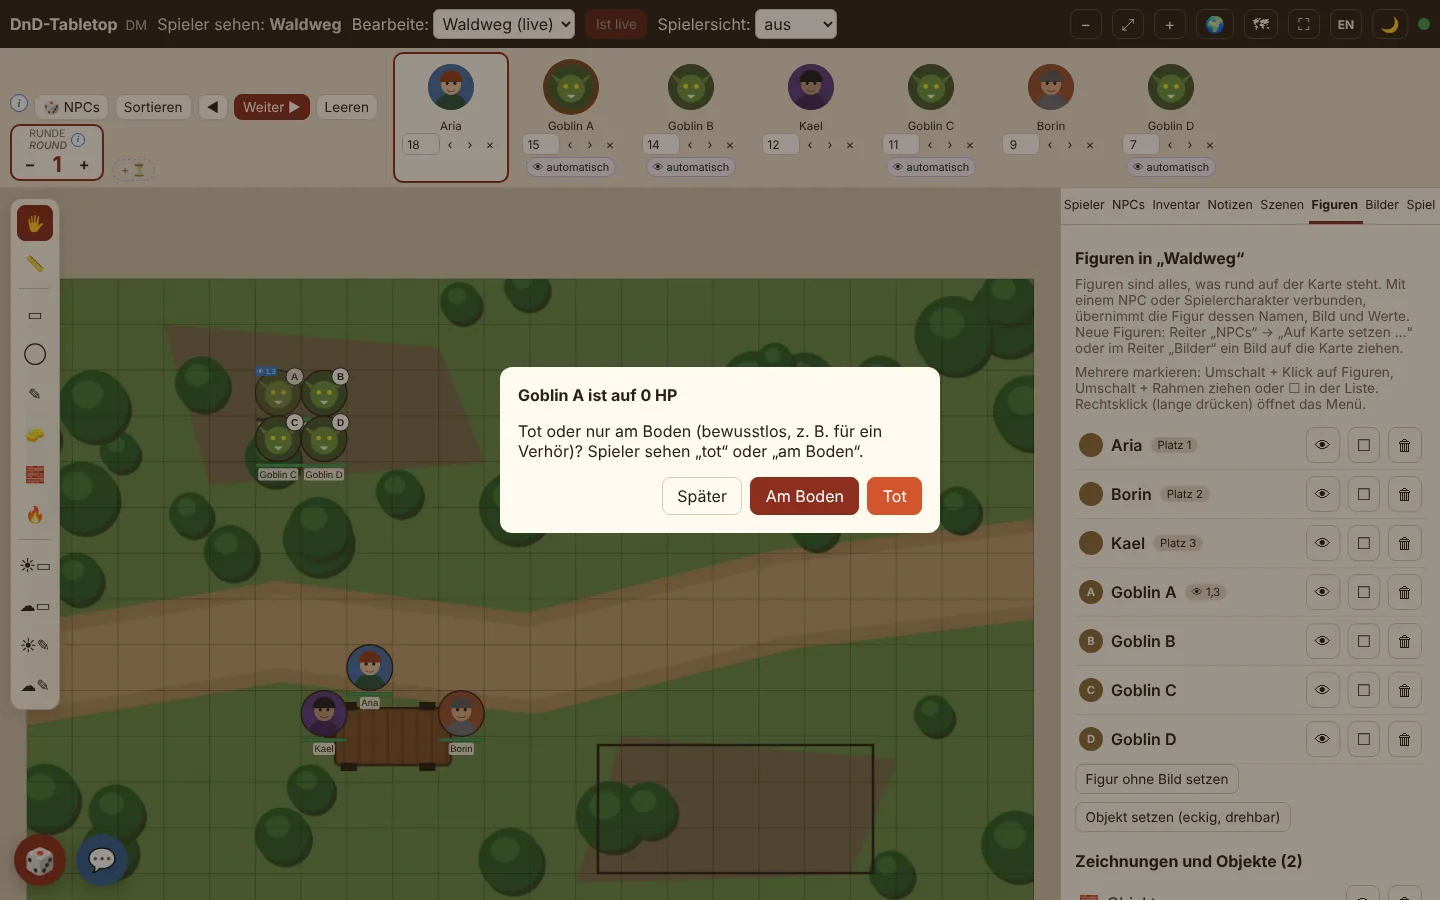 DnD-Tabletop DM Spieler sehen: Waldweg Bearbeite: Waldweg (live) Ist live Spielersicht: aus
− + EN
i NPCs Sortieren ◀ Weiter ▶ Leeren
RUNDE
ROUND i
− 1 +
+
Aria
18 ‹ › ×
Goblin A
15 ‹ › ×
automatisch
Goblin B
14 ‹ › ×
automatisch
Kael
12 ‹ › ×
Goblin C
11 ‹ › ×
automatisch
Borin
9 ‹ › ×
Goblin D
7 ‹ › ×
automatisch
1,3
A
B
C
D
Goblin C
Goblin D
Aria
Kael
Borin
Goblin A ist auf 0 HP
Tot oder nur am Boden (bewusstlos, z. B. für ein
Verhör)? Spieler sehen „tot“ oder „am Boden“.
Später Am Boden Tot
Spieler NPCs Inventar Notizen Szenen Figuren Bilder Spiel
Figuren in „Waldweg“
Figuren sind alles, was rund auf der Karte steht. Mit
einem NPC oder Spielercharakter verbunden,
übernimmt die Figur dessen Namen, Bild und Werte.
Neue Figuren: Reiter „NPCs“ → „Auf Karte setzen ...“
oder im Reiter „Bilder“ ein Bild auf die Karte ziehen.
Mehrere markieren: Umschalt + Klick auf Figuren,
Umschalt + Rahmen ziehen oder ☐ in der Liste.
Rechtsklick (lange drücken) öffnet das Menü.
Aria Platz 1
Borin Platz 2
Kael Platz 3
A Goblin A 1,3
B Goblin B
C Goblin C
D Goblin D
Figur ohne Bild setzen
Objekt setzen (eckig, drehbar)
Zeichnungen und Objekte (2)